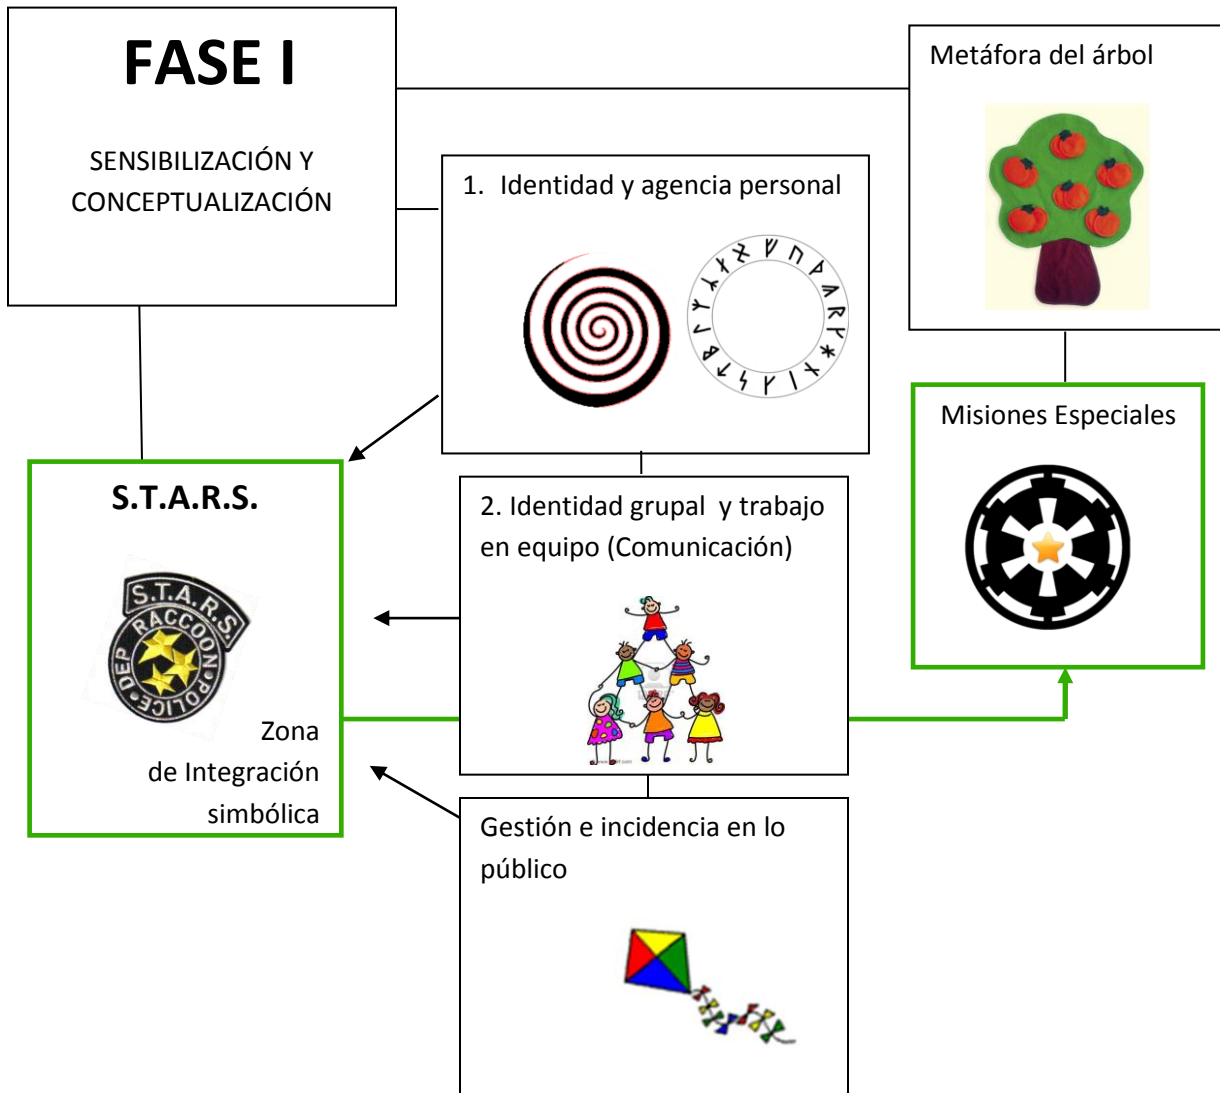 FASE I
SENSIBILIZACIÓN Y
CONCEPTUALIZACIÓN
Metáfora del árbol
1. Identidad y agencia personal
Misiones Especiales
S.T.A.R.S.
S.T.A.R.S.
RACCOON • POLICE • DEP
Zona
de Integración
simbólica
2. Identidad grupal y trabajo
en equipo (Comunicación)
Gestión e incidencia en lo
público